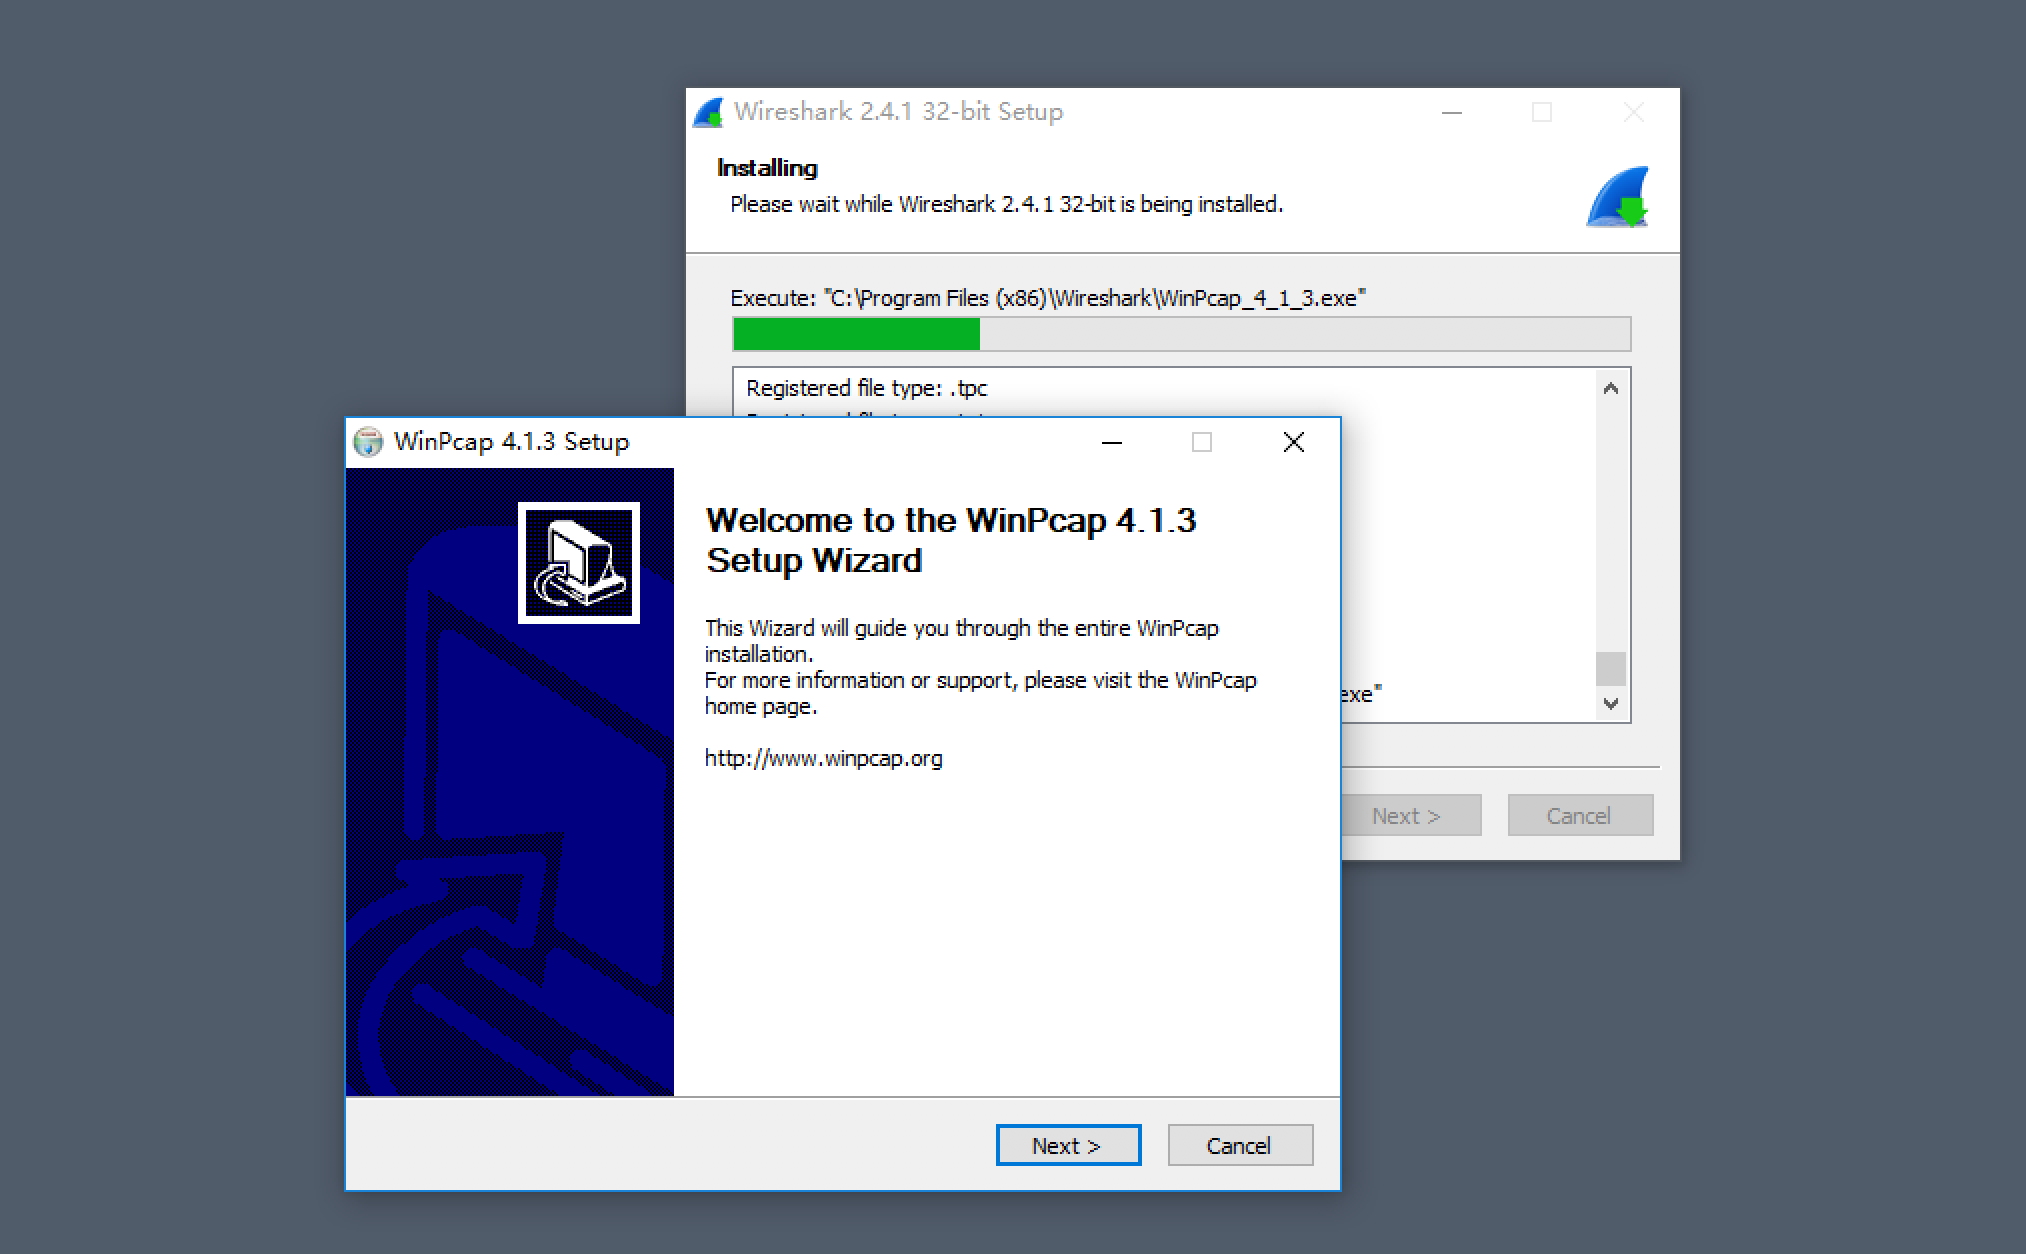 Wireshark 2.4.1 32-bit Setup
Installing
Please wait while Wireshark 2.4.1 32-bit is being installed.
Execute: "C:\Program Files (x86)\Wireshark\WinPcap_4_1_3.exe"
Registered file type: .tpc
exe"
Next >
Cancel
WinPcap 4.1.3 Setup
Welcome to the WinPcap 4.1.3
Setup Wizard
This Wizard will guide you through the entire WinPcap
installation.
For more information or support, please visit the WinPcap
home page.
http://www.winpcap.org
Next >
Cancel